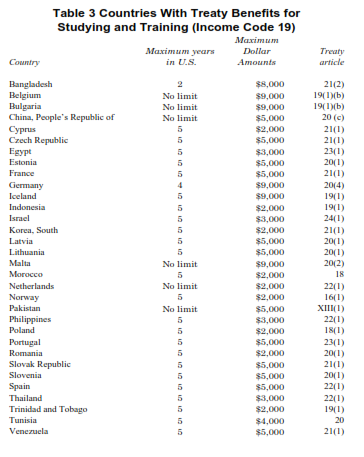 Table 3 Countries With Treaty Benefits for
Studying and Training (Income Code 19)
Maximum
Maximum years Dollar Treaty
Country in U.S. Amounts article
Bangladesh 2 $8,000 21(2)
Belgium No limit $9,000 19(1)(b)
Bulgaria No limit $9,000 19(1)(b)
China, People's Republic of No limit $5,000 20 (c)
Cyprus 5 $2,000 21(1)
Czech Republic 5 $5,000 21(1)
Egypt 5 $3,000 23(1)
Estonia 5 $5,000 20(1)
France 5 $5,000 21(1)
Germany 4 $9,000 20(4)
Iceland 5 $9,000 19(1)
Indonesia 5 $2,000 19(1)
Israel 5 $3,000 24(1)
Korea, South 5 $2,000 21(1)
Latvia 5 $5,000 20(1)
Lithuania 5 $5,000 20(1)
Malta No limit $9,000 20(2)
Morocco 5 $2,000 18
Netherlands No limit $2,000 22(1)
Norway 5 $2,000 16(1)
Pakistan No limit $5,000 XIII(1)
Philippines 5 $3,000 22(1)
Poland 5 $2,000 18(1)
Portugal 5 $5,000 23(1)
Romania 5 $2,000 20(1)
Slovak Republic 5 $5,000 21(1)
Slovenia 5 $5,000 20(1)
Spain 5 $5,000 22(1)
Thailand 5 $3,000 22(1)
Trinidad and Tobago 5 $2,000 19(1)
Tunisia 5 $4,000 20
Venezuela 5 $5,000 21(1)